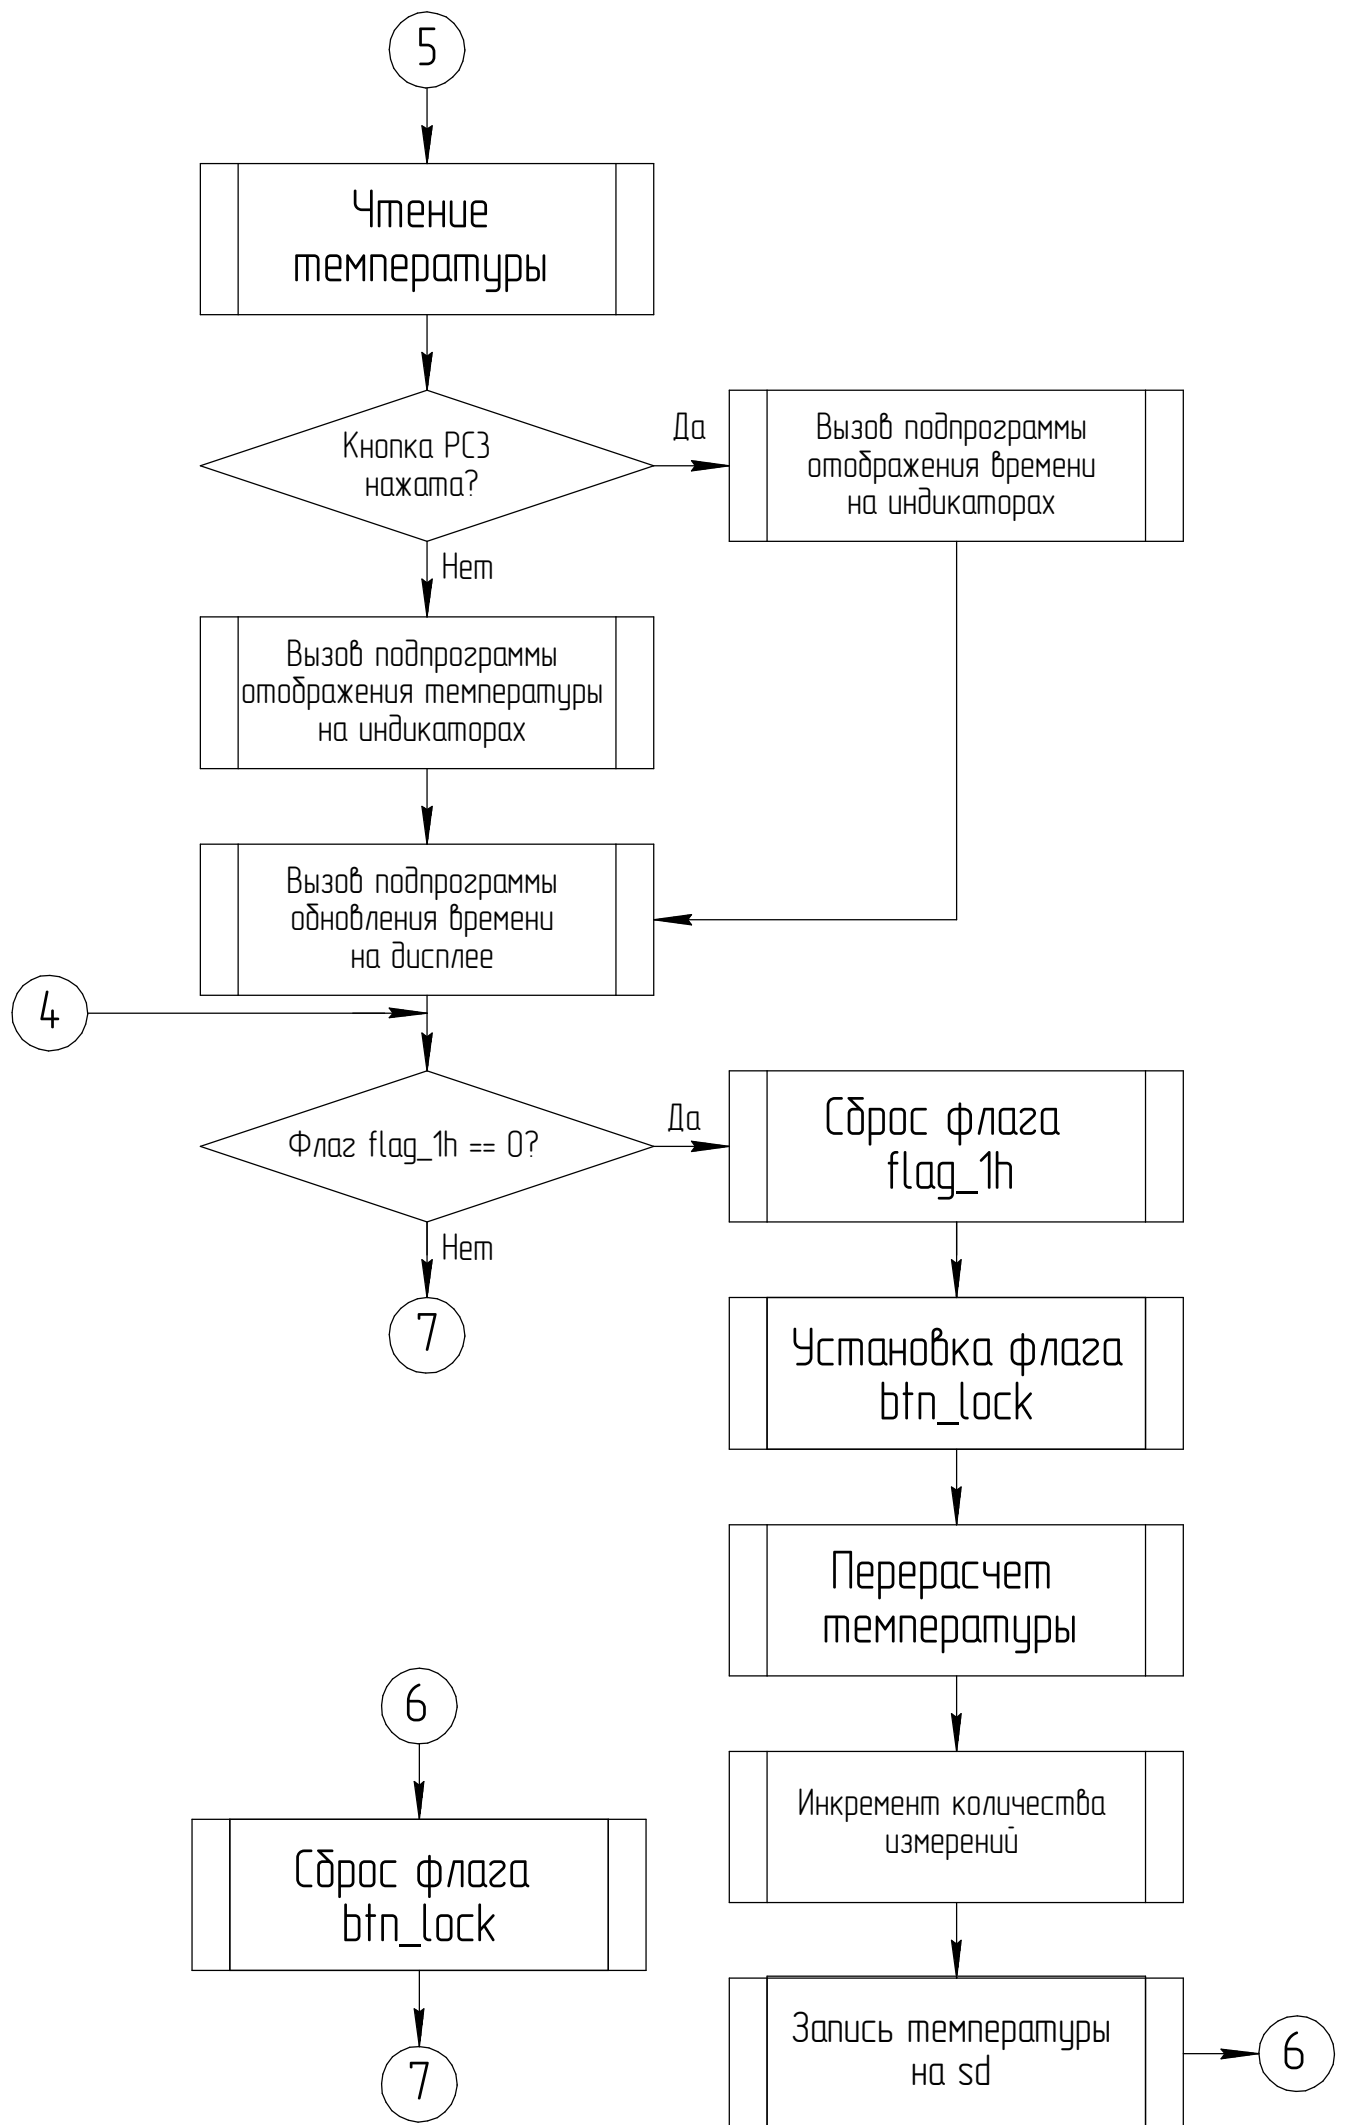 5
Чтение
температуры
Кнопка PC3
нажата?
Да
Вызов подпрограммы
отображения времени
на индикаторах
Нет
Вызов подпрограммы
отображения температуры
на индикаторах
Вызов подпрограммы
обновления времени
на дисплее
4
Флаг flag_1h == 0?
Да
Сброс флага
flag_1h
Нет
7
Установка флага
btn_lock
Перерасчет
температуры
Инкремент количества
измерений
Запись температуры
на sd
6
6
Сброс флага
btn_lock
7